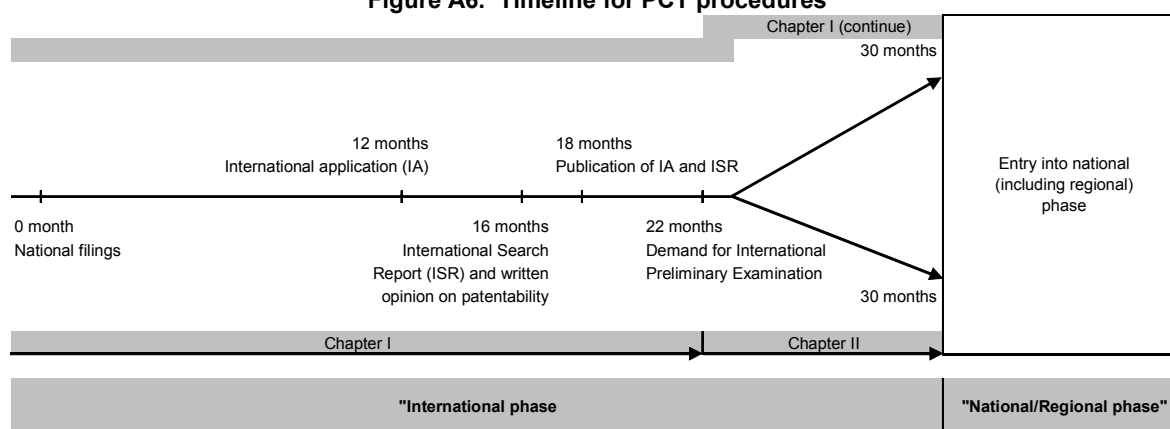 Figure A6. Timeline for PCT procedures
Chapter I (continue)
30 months
12 months
International application (IA)
18 months
Publication of IA and ISR
Entry into national
(including regional)
phase
0 month
National filings
16 months
International Search
Report (ISR) and written
opinion on patentability
22 months
Demand for International
Preliminary Examination
30 months
Chapter I
Chapter II
"International phase
"National/Regional phase"